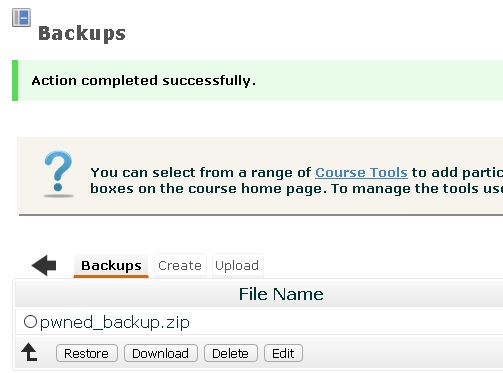 Backups
Action completed successfully.
You can select from a range of Course Tools to add partic
boxes on the course home page. To manage the tools use
Backups Create Upload
File Name
pwned_backup.zip
Restore Download Delete Edit